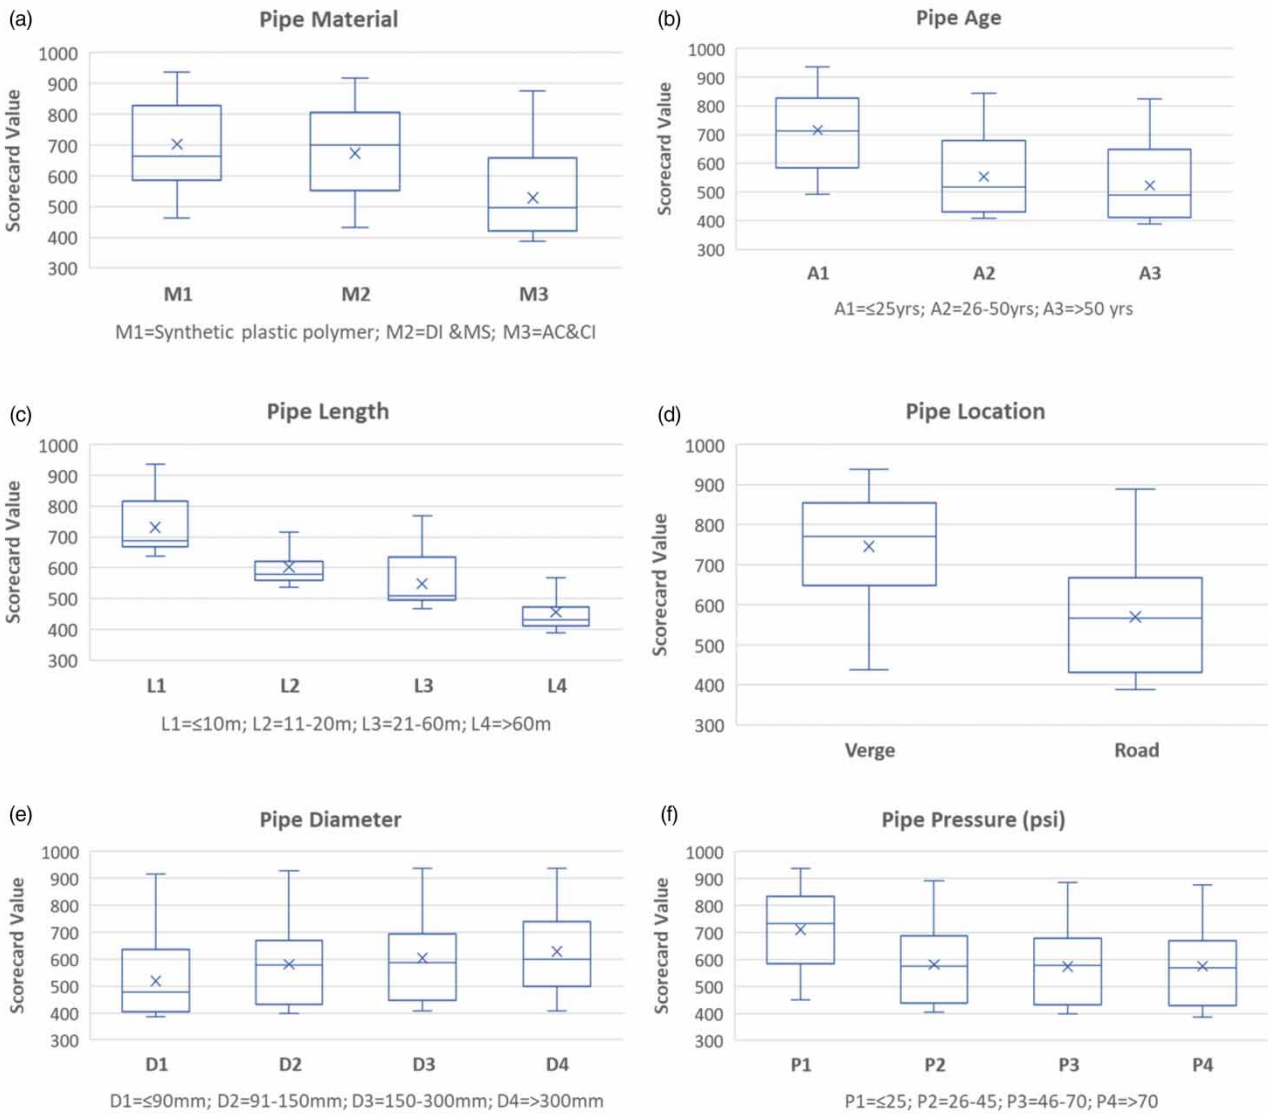 (a)
Pipe Material
Scorecard Value
1000
900
800
700
600
500
400
300
M1 M2 M3
M1=Synthetic plastic polymer; M2=DI &MS; M3=AC&CI
(b)
Pipe Age
Scorecard Value
1000
900
800
700
600
500
400
300
A1 A2 A3
A1=≤25yrs; A2=26-50yrs; A3=>50 yrs
(c)
Pipe Length
Scorecard Value
1000
900
800
700
600
500
400
300
L1 L2 L3 L4
L1=≤10m; L2=11-20m; L3=21-60m; L4=>60m
(d)
Pipe Location
Scorecard Value
1000
900
800
700
600
500
400
300
Verge Road
(e)
Pipe Diameter
Scorecard Value
1000
900
800
700
600
500
400
300
D1 D2 D3 D4
D1=≤90mm; D2=91-150mm; D3=150-300mm; D4=>300mm
(f)
Pipe Pressure (psi)
Scorecard Value
1000
900
800
700
600
500
400
300
P1 P2 P3 P4
P1=≤25; P2=26-45; P3=46-70; P4=>70